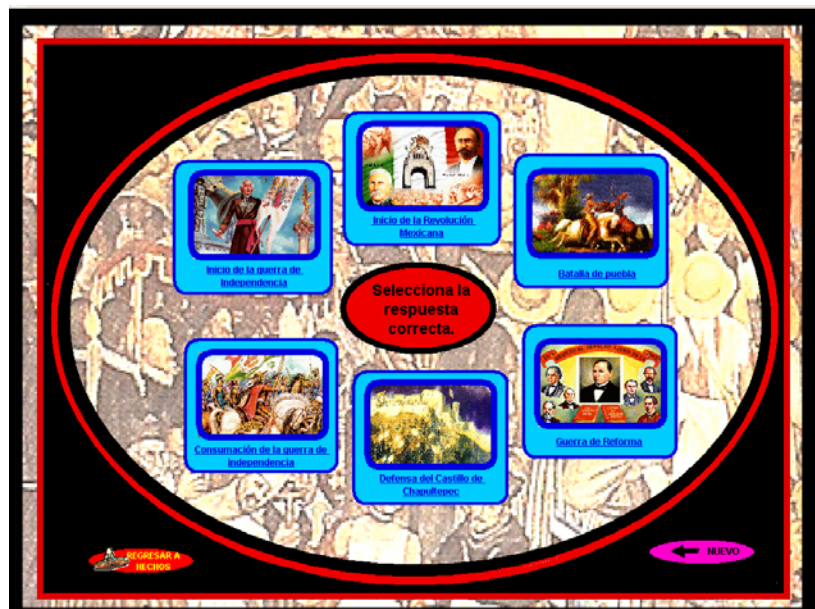 Inicio de la Revolución
Mexicana
Inicio de la guerra de
Independencia
Batalla de puebla
Selecciona la
respuesta
correcta.
Consumación de la guerra de
independencia
Defensa del Castillo de
Chapultepec
Guerra de Reforma
REGRESAR A
HECHOS
NUEVO